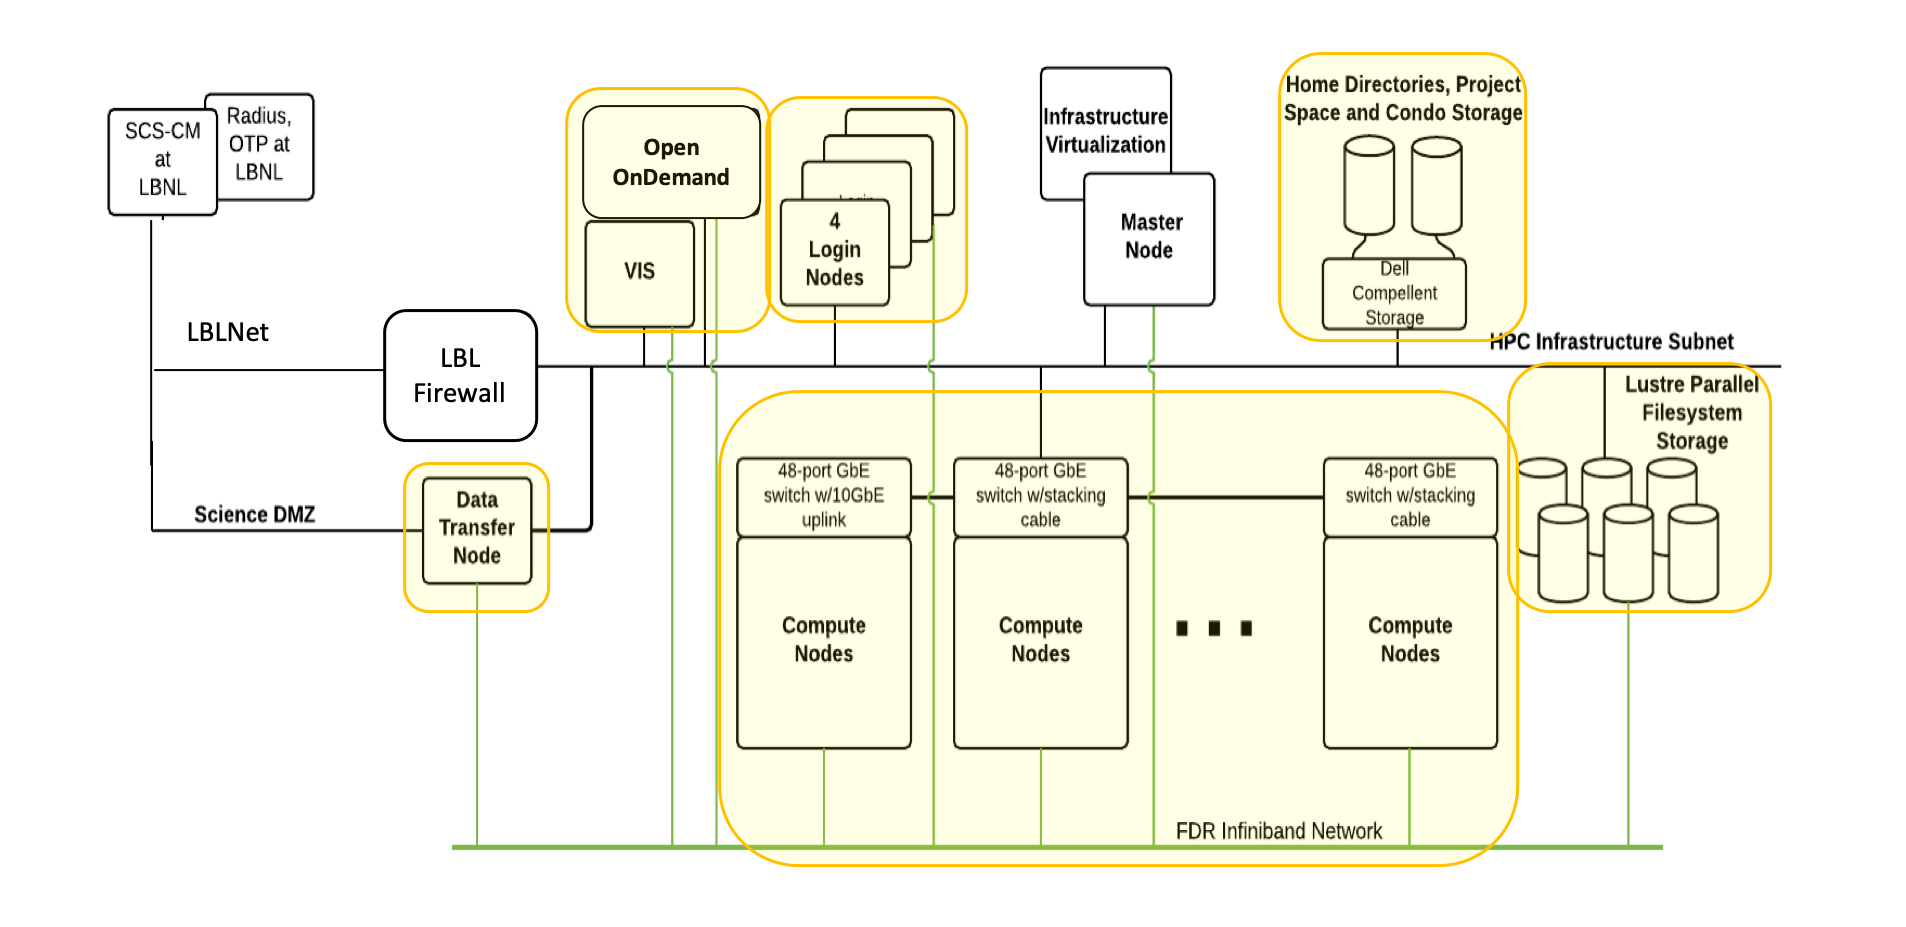 SCS-CM
at
LBNL
Radius,
OTP at
LBNL
LBLNet
LBL
Firewall
Science DMZ
Data
Transfer
Node
Open
OnDemand
VIS
4
Login
Nodes
Infrastructure
Virtualization
Master
Node
Home Directories, Project
Space and Condo Storage
Dell
Compellent
Storage
HPC Infrastructure Subnet
Lustre Parallel
Filesystem
Storage
48-port GbE
switch w/10GbE
uplink
Compute
Nodes
48-port GbE
switch w/stacking
cable
Compute
Nodes
48-port GbE
switch w/stacking
cable
Compute
Nodes
FDR Infiniband Network